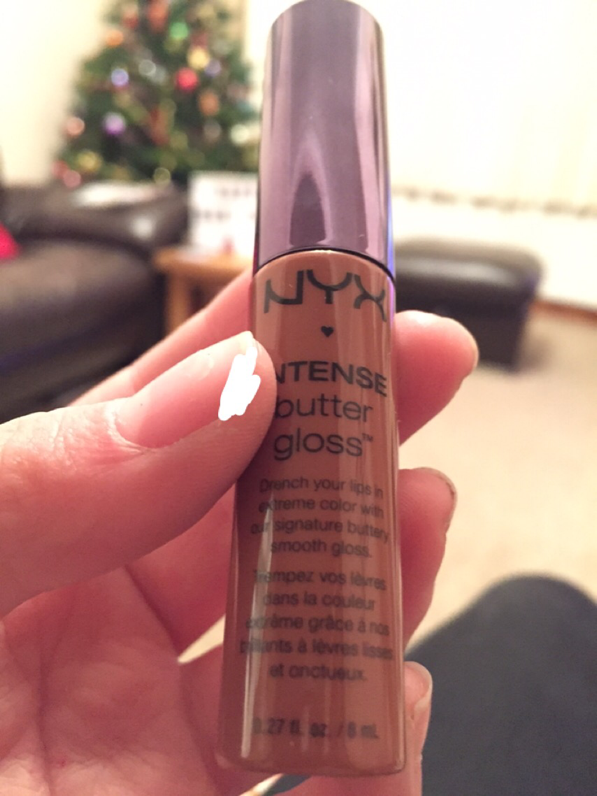 NYX
INTENSE
butter
gloss™
Drench your lips in
extreme color with
our signature buttery
smooth gloss.
Trempez vos lèvres
dans la couleur
extrême grâce à nos
brillants à lèvres lisses
et onctueux.
0.27 fl. oz. / 8 mL